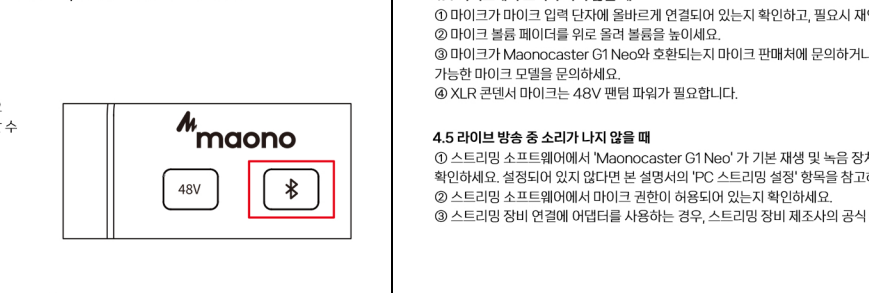 수
maono
48V
① 마이크가 마이크 입력 단자에 올바르게 연결되어 있는지 확인하고, 필요시 재
② 마이크 볼륨 페이더를 위로 올려 볼륨을 높이세요.
③ 마이크가 Maonocaster G1 Neo와 호환되는지 마이크 판매처에 문의하거나
가능한 마이크 모델을 문의하세요.
④ XLR 콘덴서 마이크는 48V 팬텀 파워가 필요합니다.
4.5 라이브 방송 중 소리가 나지 않을 때
① 스트리밍 소프트웨어에서 'Maonocaster G1 Neo' 가 기본 재생 및 녹음 장치
확인하세요. 설정되어 있지 않다면 본 설명서의 'PC 스트리밍 설정' 항목을 참고하
② 스트리밍 소프트웨어에서 마이크 권한이 허용되어 있는지 확인하세요.
③ 스트리밍 장비 연결에 어댑터를 사용하는 경우, 스트리밍 장비 제조사의 공식